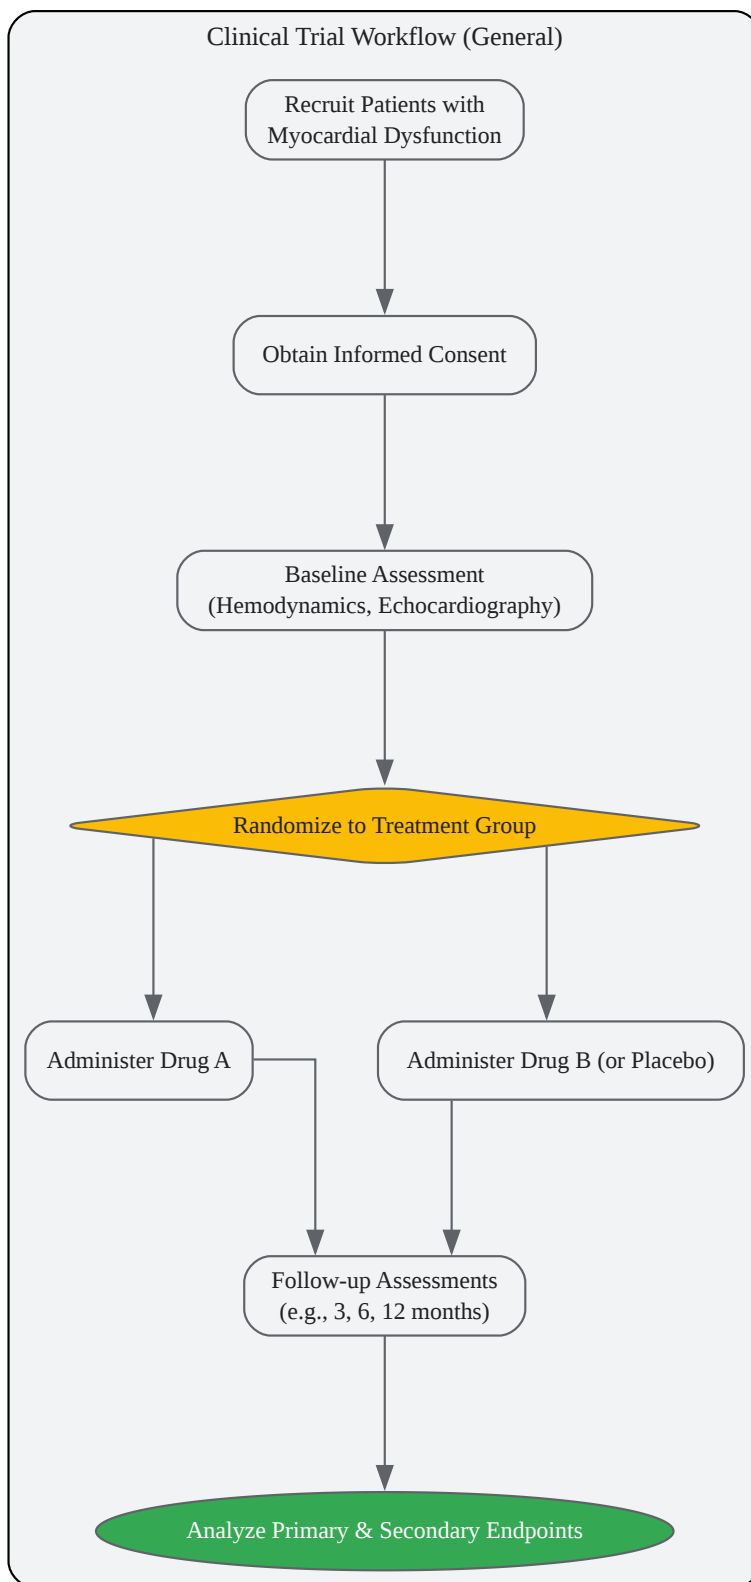 Clinical Trial Workflow (General)
Recruit Patients with
Myocardial Dysfunction
Obtain Informed Consent
Baseline Assessment
(Hemodynamics, Echocardiography)
Randomize to Treatment Group
Administer Drug A
Administer Drug B (or Placebo)
Follow-up Assessments
(e.g., 3, 6, 12 months)
Analyze Primary & Secondary Endpoints